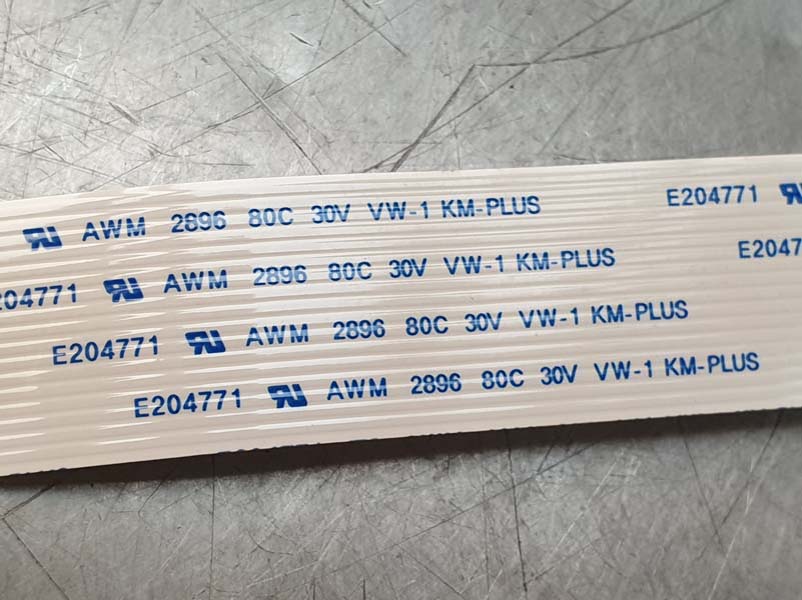 AWM 2896 80C 30V VW-1 KM-PLUS E204771
204771 AWM 2896 80C 30V VW-1 KM-PLUS E2047
E204771 AWM 2896 80C 30V VW-1 KM-PLUS
E204771 AWM 2896 80C 30V VW-1 KM-PLUS